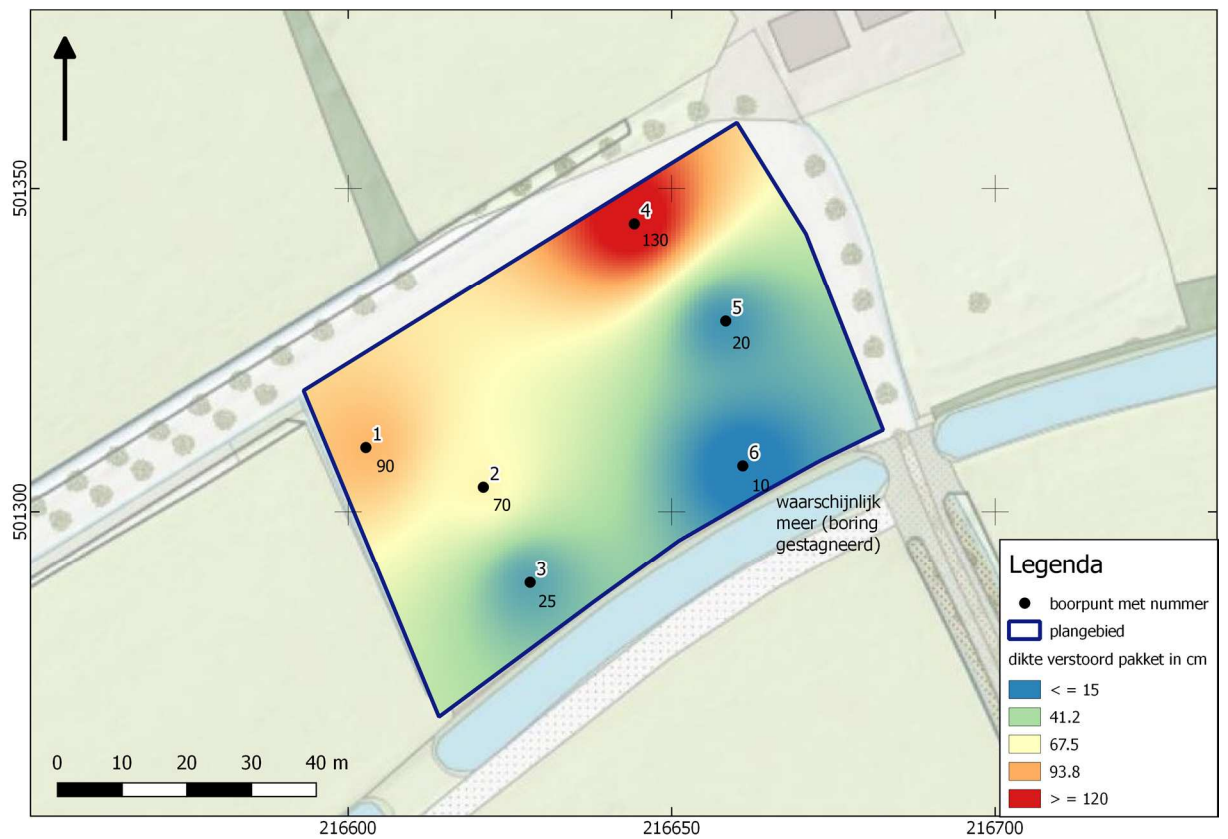 501350
501300
4
130
5
20
1
90
2
70
6
10
waarschijnlijk
meer (boring
gestagneerd)
3
25
0 10 20 30 40 m
216600 216650 216700
Legenda
boorpunt met nummer
plangebied
dikte verstoord pakket in cm
< = 15
41.2
67.5
93.8
> = 120